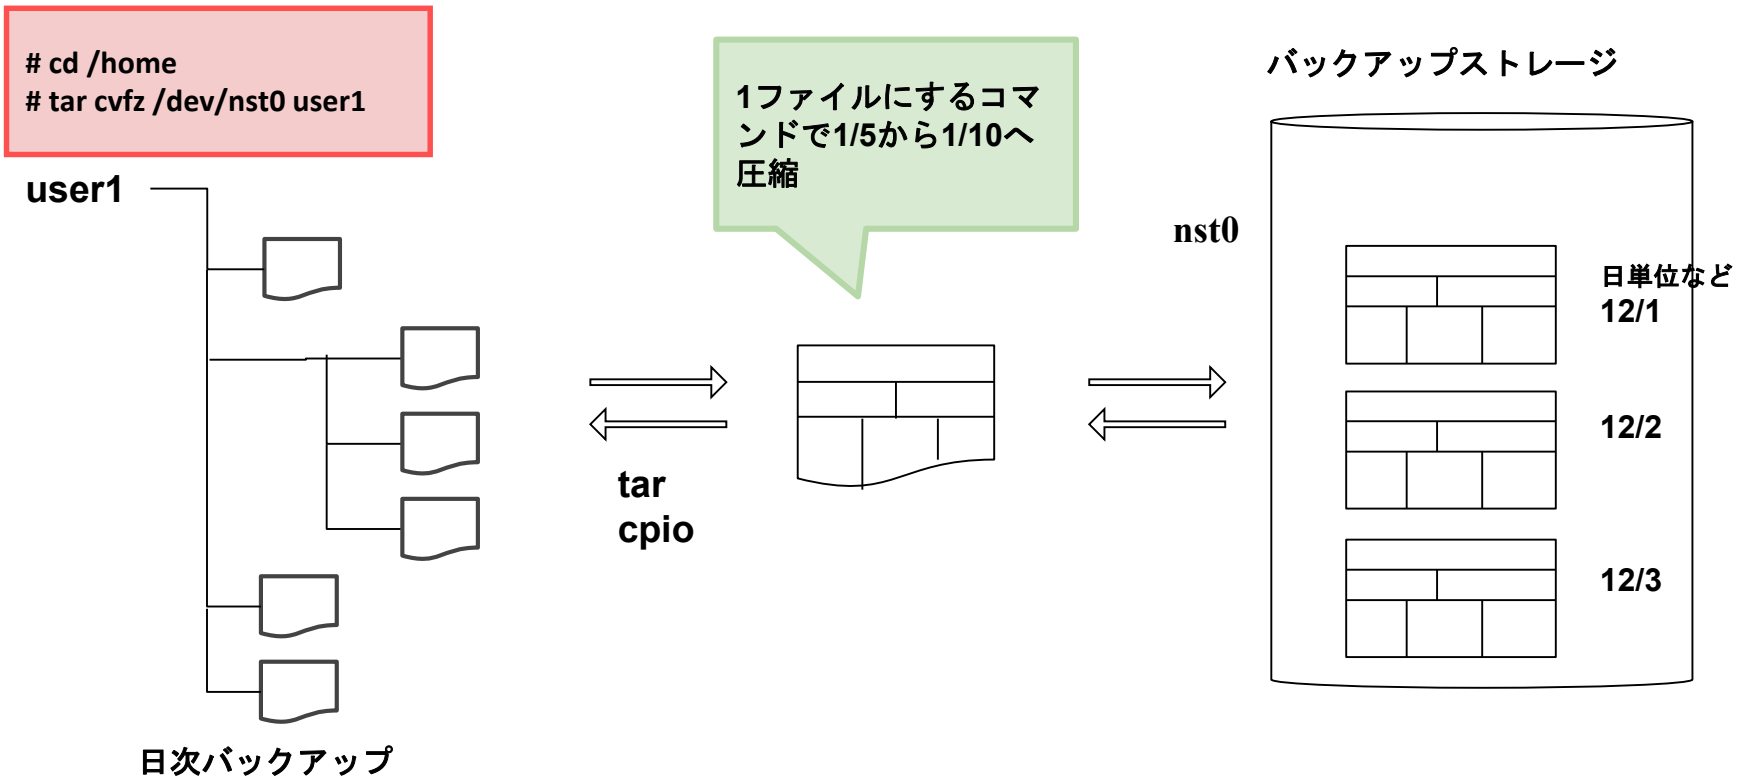 # cd /home
# tar cvfz /dev/nst0 user1
user1
日次バックアップ
1ファイルにするコマ
ンドで1/5から1/10へ
圧縮
tar
cpio
バックアップストレージ
nst0
日単位など
12/1
12/2
12/3